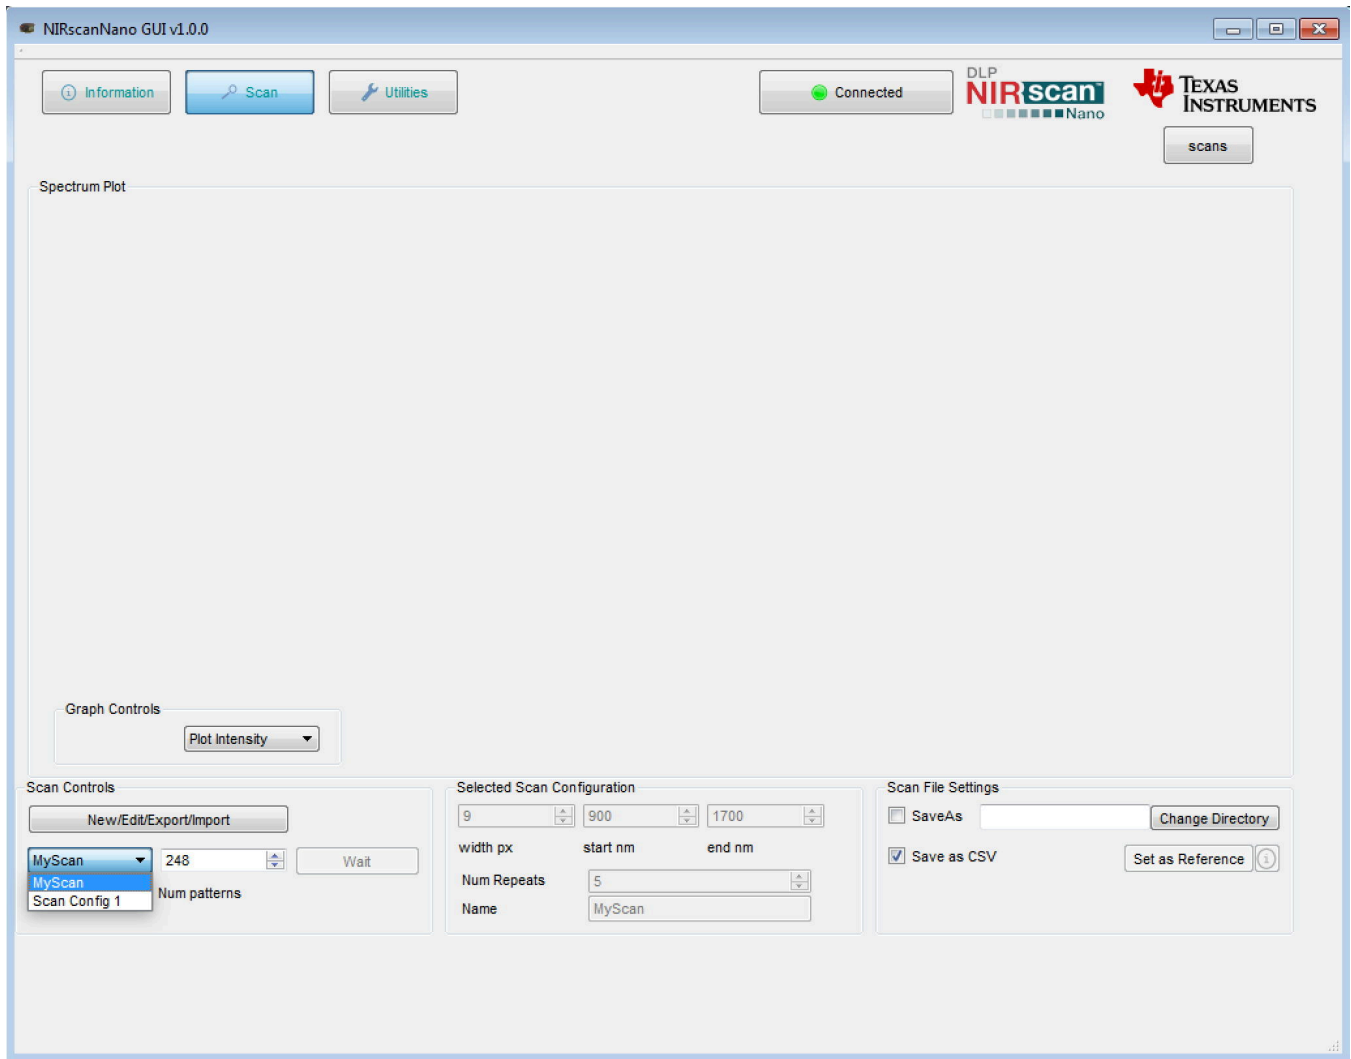 NIRscanNano GUI v1.0.0
Information
Scan
Utilities
Connected
DLP
NIRscan
Nano
TEXAS
INSTRUMENTS
scans
Spectrum Plot
Graph Controls
Plot Intensity
Scan Controls
New/Edit/Export/Import
MyScan
248
Wait
MyScan
Scan Config 1
Num patterns
Selected Scan Configuration
9
900
1700
width px
start nm
end nm
Num Repeats
5
Name
MyScan
Scan File Settings
SaveAs
Change Directory
Save as CSV
Set as Reference